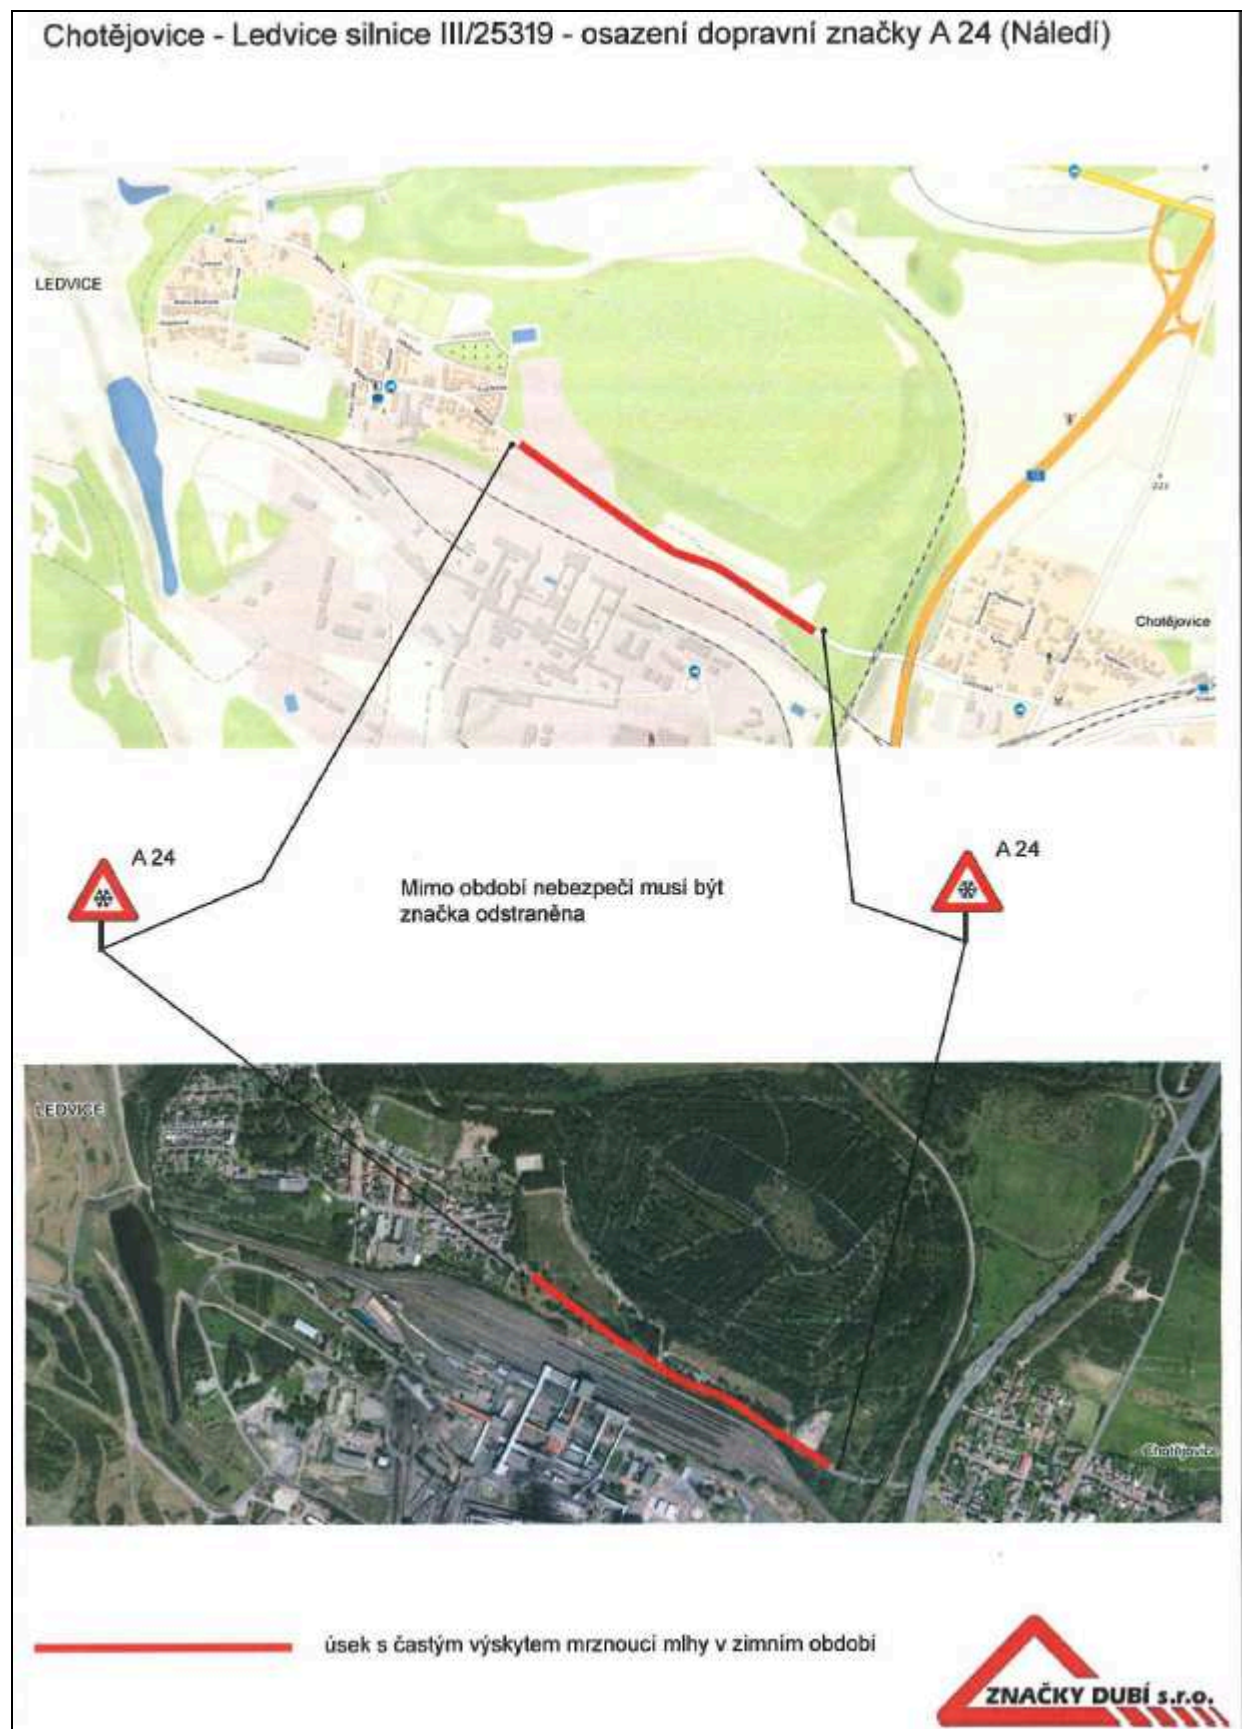 Chotějovice - Ledvice silnice III/25319 - osazení dopravní značky A 24 (Náledí)
LEDVICE
Chotějovice
A 24
A 24
Mimo období nebezpečí musí být
značka odstraněna
LEDVICE
Chotějovice
úsek s častým výskytem mrznoucí mlhy v zimním období
ZNAČKY DUBÍ s.r.o.